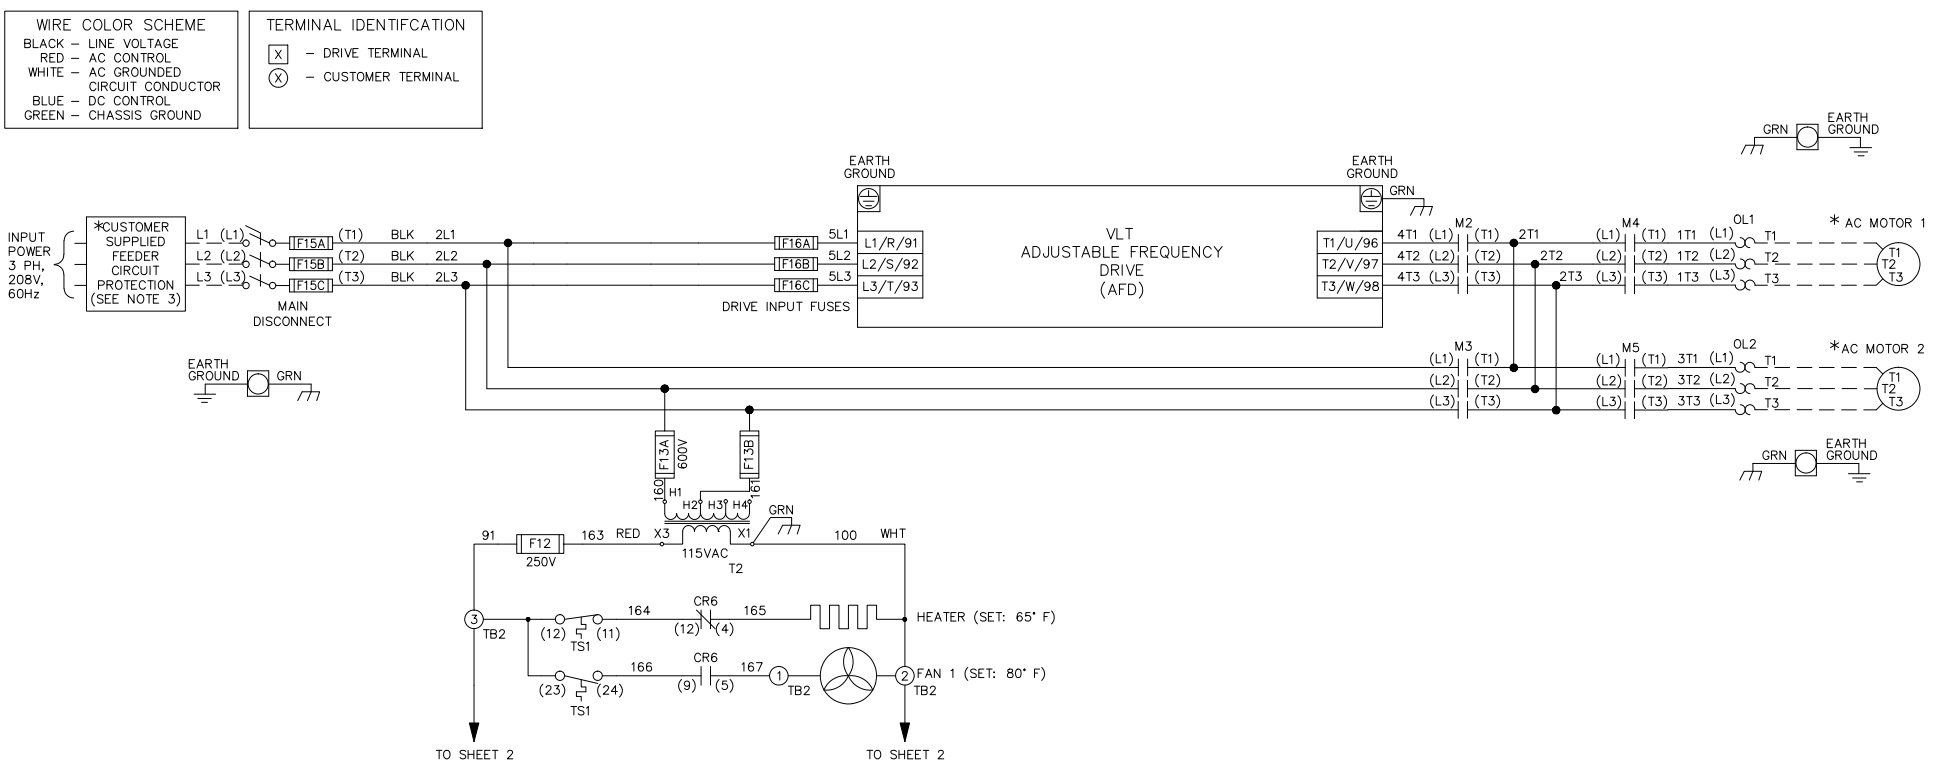 WIRE COLOR SCHEME
BLACK – LINE VOLTAGE
RED – AC CONTROL
WHITE – AC GROUNDED
CIRCUIT CONDUCTOR
BLUE – DC CONTROL
GREEN – CHASSIS GROUND
TERMINAL IDENTIFCATION
X – DRIVE TERMINAL
X – CUSTOMER TERMINAL
INPUT
POWER
3 PH,
208V,
60Hz
*CUSTOMER
SUPPLIED
FEEDER
CIRCUIT
PROTECTION
(SEE NOTE 3)
L1 (L1) F15A (T1) BLK 2L1 F16A 5L1
L2 (L2) F15B (T2) BLK 2L2 F16B 5L2
L3 (L3) F15C (T3) BLK 2L3 F16C 5L3
MAIN
DISCONNECT
DRIVE INPUT FUSES
EARTH
GROUND
L1/R/91
L2/S/92
L3/T/93
VLT
ADJUSTABLE FREQUENCY
DRIVE
(AFD)
EARTH
GROUND
GRN
T1/U/96
T2/V/97
T3/W/98
M2 M4 OL1 * AC MOTOR 1
4T1 (L1) (T1) 2T1 (L1) (T1) 1T1 (L1) T1
4T2 (L2) (T2) 2T2 (L2) (T2) 1T2 (L2) T2
4T3 (L3) (T3) 2T3 (L3) (T3) 1T3 (L3) T3
T1
T2
T3
GRN
EARTH
GROUND
M3 M5 OL2 *AC MOTOR 2
(L1) (T1) (L1) (T1) 3T1 (L1) T1
(L2) (T2) (L2) (T2) 3T2 (L2) T2
(L3) (T3) (L3) (T3) 3T3 (L3) T3
T1
T2
T3
GRN
EARTH
GROUND
EARTH
GROUND
GRN
F13A
600V
F13B
160
H1
H2 H3 H4
161
GRN
91 F12 163 RED X3 X1 100 WHT
250V
115VAC
T2
3
TB2
(12) (11)
TS1
164
CR6
(12) (4)
165
HEATER (SET: 65° F)
(23) (24)
TS1
166
CR6
(9) (5)
167
1
TB2
2
TB2
FAN 1 (SET: 80° F)
TO SHEET 2
TO SHEET 2